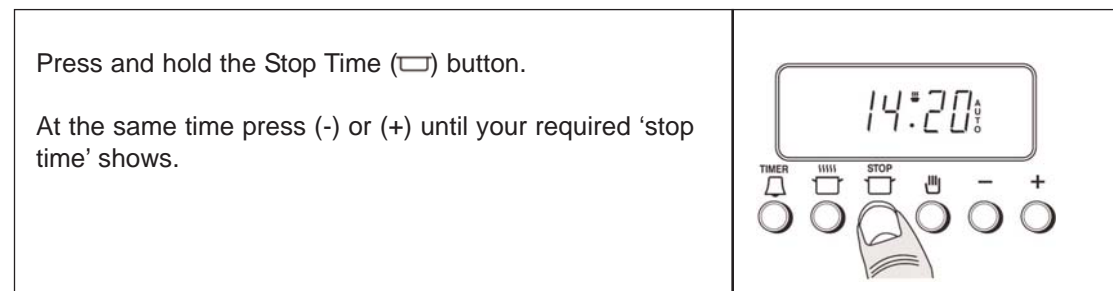 Press and hold the Stop Time () button.
At the same time press (-) or (+) until your required ‘stop
time’ shows.
14:20
AUTO
TIMER
STOP
- +